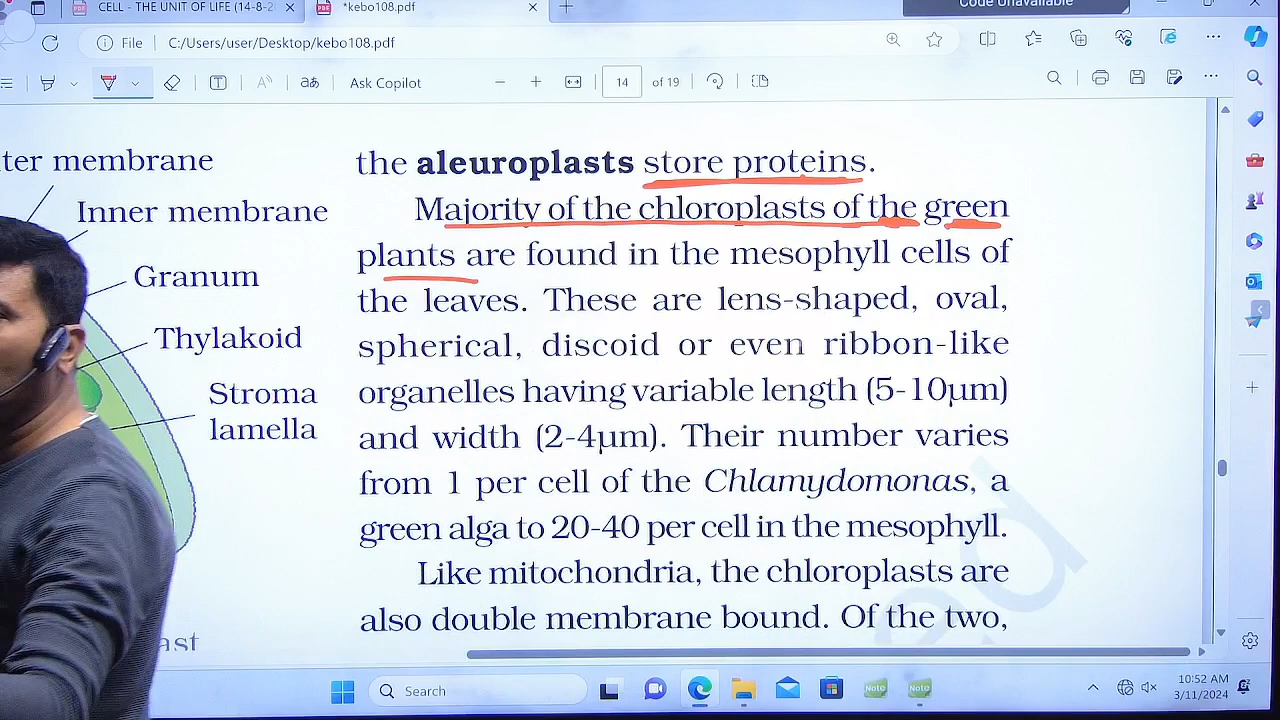 CELL - THE UNIT OF LIFE (14-8-2
*kebo108.pdf
Code Unavailable
File
C:/Users/user/Desktop/kebo108.pdf
Ask Copilot
14 of 19
ter membrane
Inner membrane
Granum
Thylakoid
Stroma
lamella
ast
the aleuroplasts store proteins.
Majority of the chloroplasts of the green
plants are found in the mesophyll cells of
the leaves. These are lens-shaped, oval,
spherical, discoid or even ribbon-like
organelles having variable length (5-10µm)
and width (2-4µm). Their number varies
from 1 per cell of the Chlamydomonas, a
green alga to 20-40 per cell in the mesophyll.
Like mitochondria, the chloroplasts are
also double membrane bound. Of the two,
ed
Search
Note
Note
10:52 AM
3/11/2024